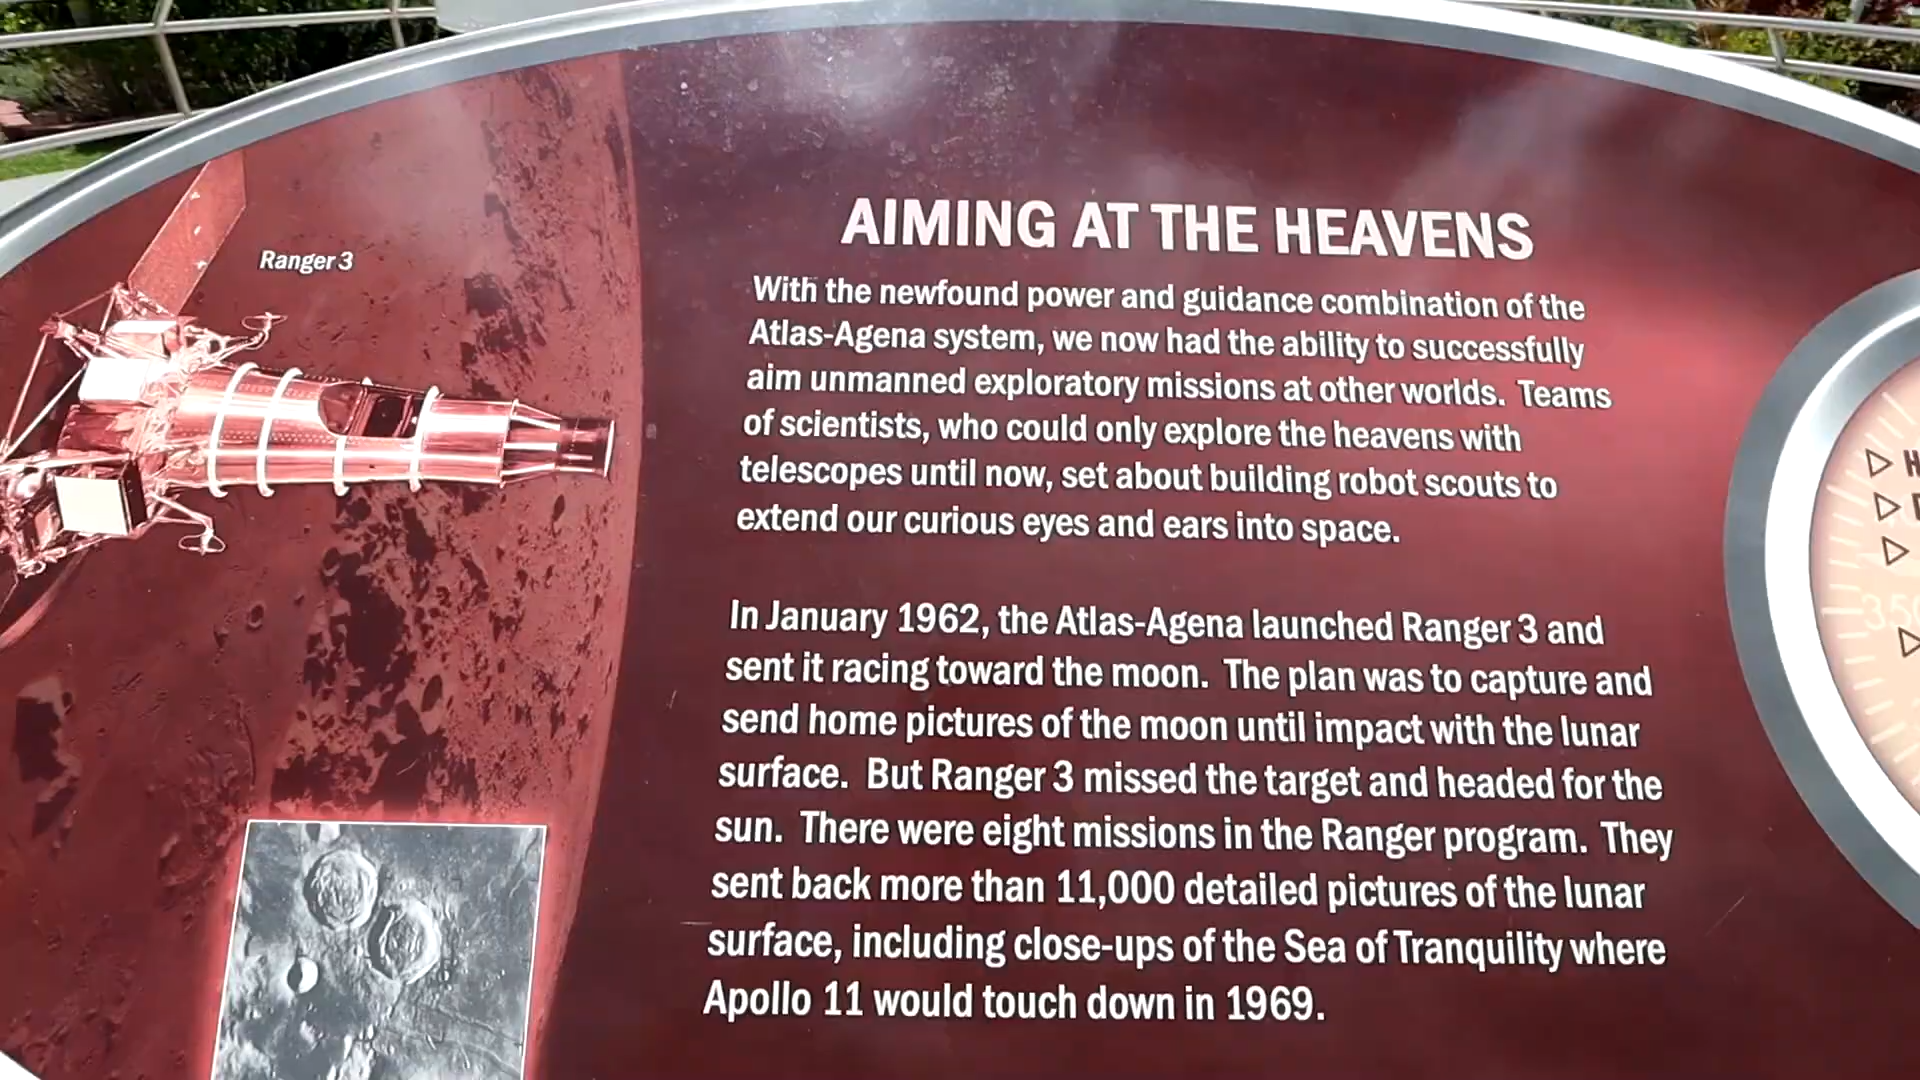 Ranger 3
AIMING AT THE HEAVENS
With the newfound power and guidance combination of the
Atlas-Agena system, we now had the ability to successfully
aim unmanned exploratory missions at other worlds. Teams
of scientists, who could only explore the heavens with
telescopes until now, set about building robot scouts to
extend our curious eyes and ears into space.
In January 1962, the Atlas-Agena launched Ranger 3 and
sent it racing toward the moon. The plan was to capture and
send home pictures of the moon until impact with the lunar
surface. But Ranger 3 missed the target and headed for the
sun. There were eight missions in the Ranger program. They
sent back more than 11,000 detailed pictures of the lunar
surface, including close-ups of the Sea of Tranquility where
Apollo 11 would touch down in 1969.